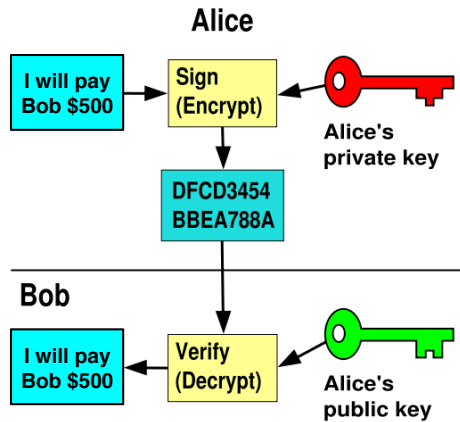 Alice
I will pay
Bob $500
Sign
(Encrypt)
Alice's
private key
DFCD3454
BBEA788A
Bob
I will pay
Bob $500
Verify
(Decrypt)
Alice's
public key